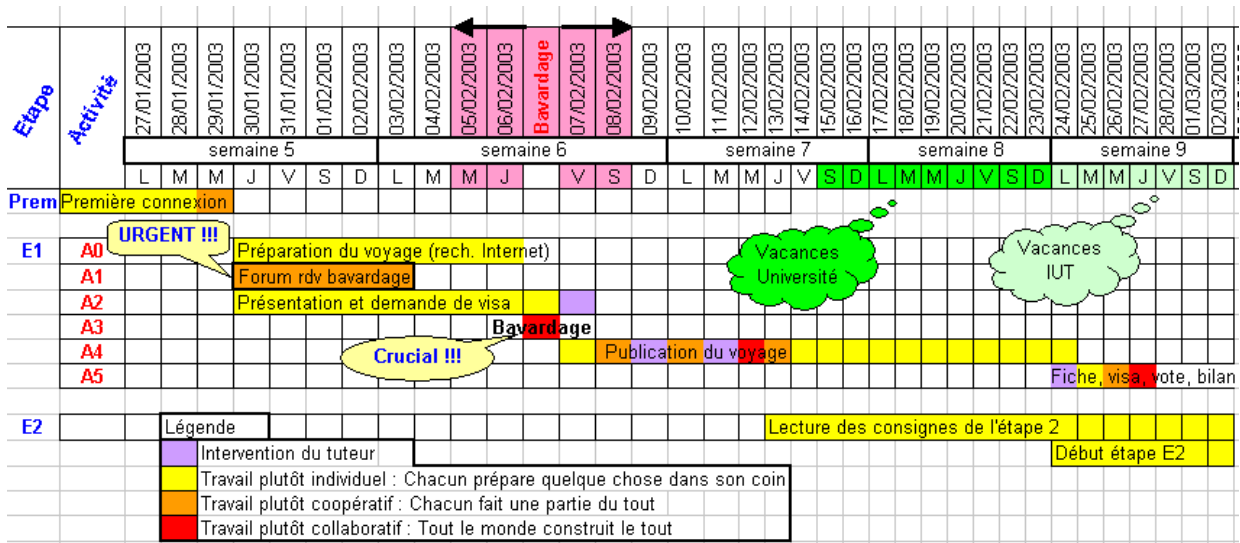 Etape Activité 27/01/2003 28/01/2003 29/01/2003 30/01/2003 31/01/2003 01/02/2003 02/02/2003 03/02/2003 04/02/2003 05/02/2003 06/02/2003 Bavardage 07/02/2003 08/02/2003 09/02/2003 10/02/2003 11/02/2003 12/02/2003 13/02/2003 14/02/2003 15/02/2003 16/02/2003 17/02/2003 18/02/2003 19/02/2003 20/02/2003 21/02/2003 22/02/2003 23/02/2003 24/02/2003 25/02/2003 26/02/2003 27/02/2003 28/02/2003 01/03/2003 02/03/2003
semaine 5 semaine 6 semaine 7 semaine 8 semaine 9
L M M J V S D L M M J V S D L M M J V S D L M M J V S D L M M J V S D
Prem Première connexion
URGENT !!!
E1 A0 Préparation du voyage (rech. Internet)
Vacances
Université
Vacances
IUT
A1 Forum rdv bavardage
A2 Présentation et demande de visa
A3 Bavardage
Crucial !!!
A4 Publication du voyage
A5 Fiche, visa, vote, bilan
E2 Légende Lecture des consignes de l'étape 2
Intervention du tuteur Début étape E2
Travail plutôt individuel : Chacun prépare quelque chose dans son coin
Travail plutôt coopératif : Chacun fait une partie du tout
Travail plutôt collaboratif : Tout le monde construit le tout